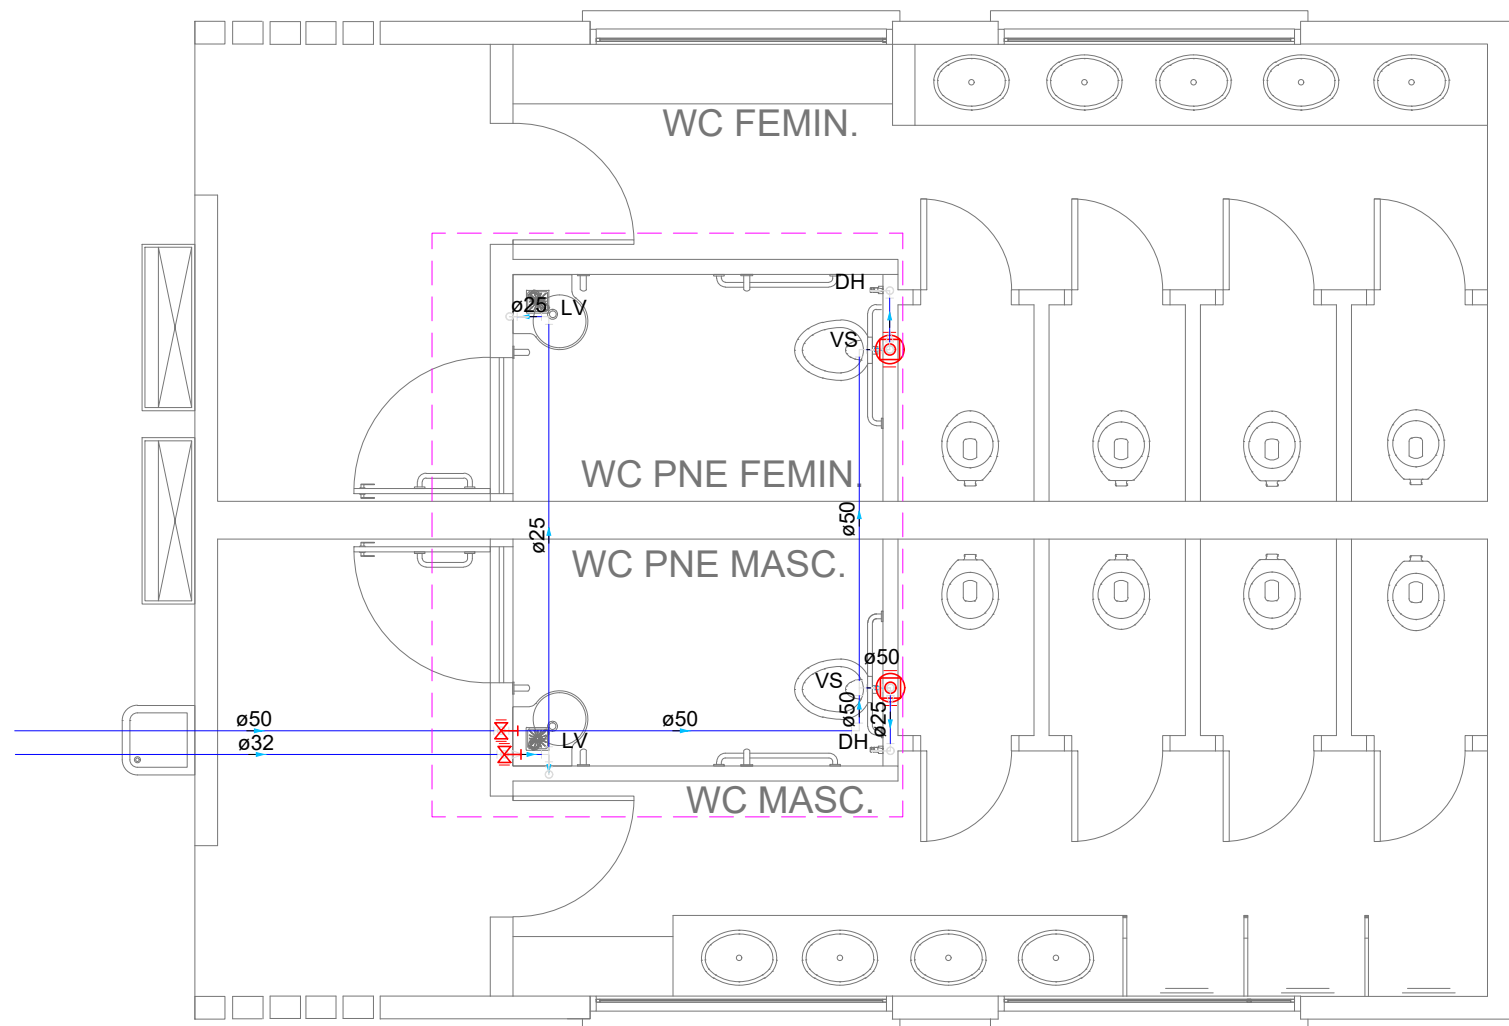 WC FEMIN.
DH
ø25
LV
VS
WC PNE FEMIN.
ø25
ø50
WC PNE MASC.
ø50
VS
ø50
ø25
ø50
ø50
ø32
LV
DH
WC MASC.